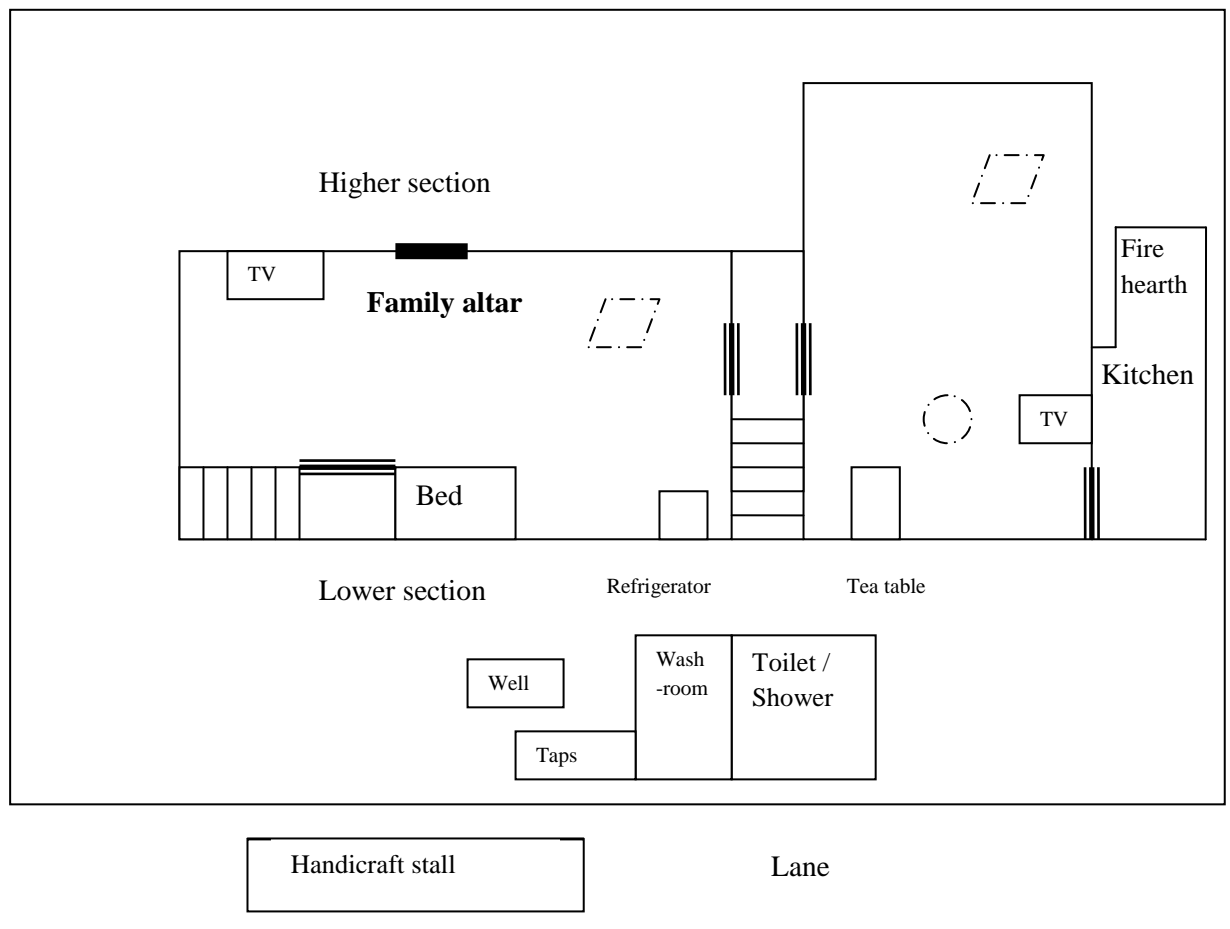 Higher section
TV
Family altar
Fire
hearth
Kitchen
TV
Bed
Lower section
Refrigerator
Tea table
Well
Wash
-room
Toilet /
Shower
Taps
Handicraft stall
Lane